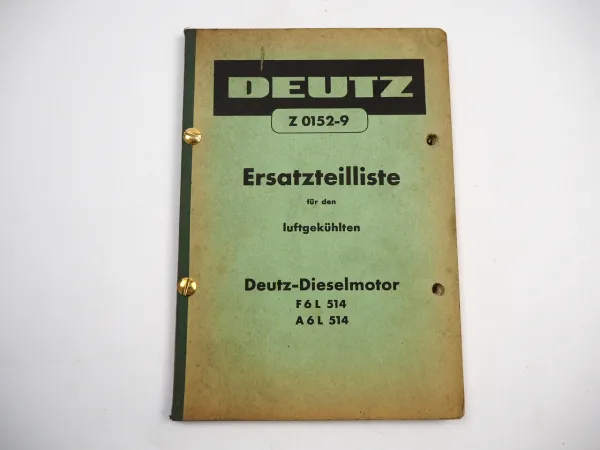 DEUTZ
Z 0152-9
Ersatzteilliste
für den
luftgekühlten
Deutz-Dieselmotor
F 6 L 514
A 6 L 514